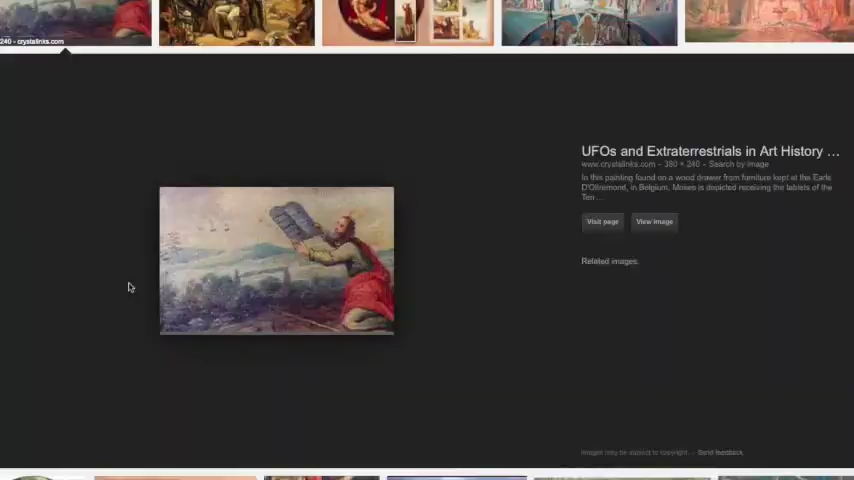 240 - crystalinks.com
UFOs and Extraterrestrials in Art History ...
www.crystalinks.com - 380 × 240 - Search by image
In this painting found on a wood drawer from furniture kept at the Earls
D'Oltremond, in Belgium, Moises is depicted receiving the tablets of the
Ten ...
Visit page
View image
Related images:
Images may be subject to copyright. - Send feedback